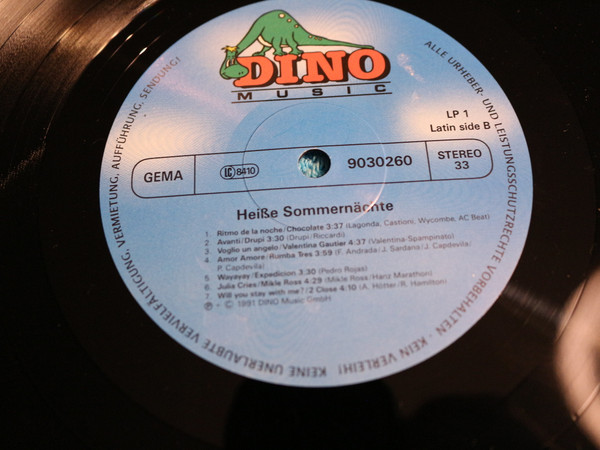 DINO
MUSIC
LP 1
Latin side B
GEMA
LC 8410
9030260
STEREO
33
Heiße Sommernächte
1. Ritmo de la noche/Chocolate 3:37 (Lagonda, Castioni, Wycombe, AC Beat)
2. Avanti/Drupi 3:30 (Drupi/Riccardi)
3. Voglio un angelo/Valentina Gautier 4:37 (Valentina-Spampinato)
4. Amor Amore/Rumba Tres 3:59 (F. Andrada/J. Sardana/J. Capdevila/
P. Capdevila)
5. Wayayay/Expedicion 3:30 (Pedro Rojas)
6. Julia Cries/Mikle Ross 4:29 (Mikle Ross/Hanz Marathon)
7. Will you stay with me?/2 Close 4:10 (A. Hötter/R. Hamilton)
℗ + © 1991 DINO Music GmbH
ALLE URHEBER- UND LEISTUNGSSCHUTZRECHTE VORBEHALTEN - KEIN VERLEIH! KEINE UNERLAUBTE VERVIELFÄLTIGUNG, VERMIETUNG, AUFFÜHRUNG, SENDUNG!